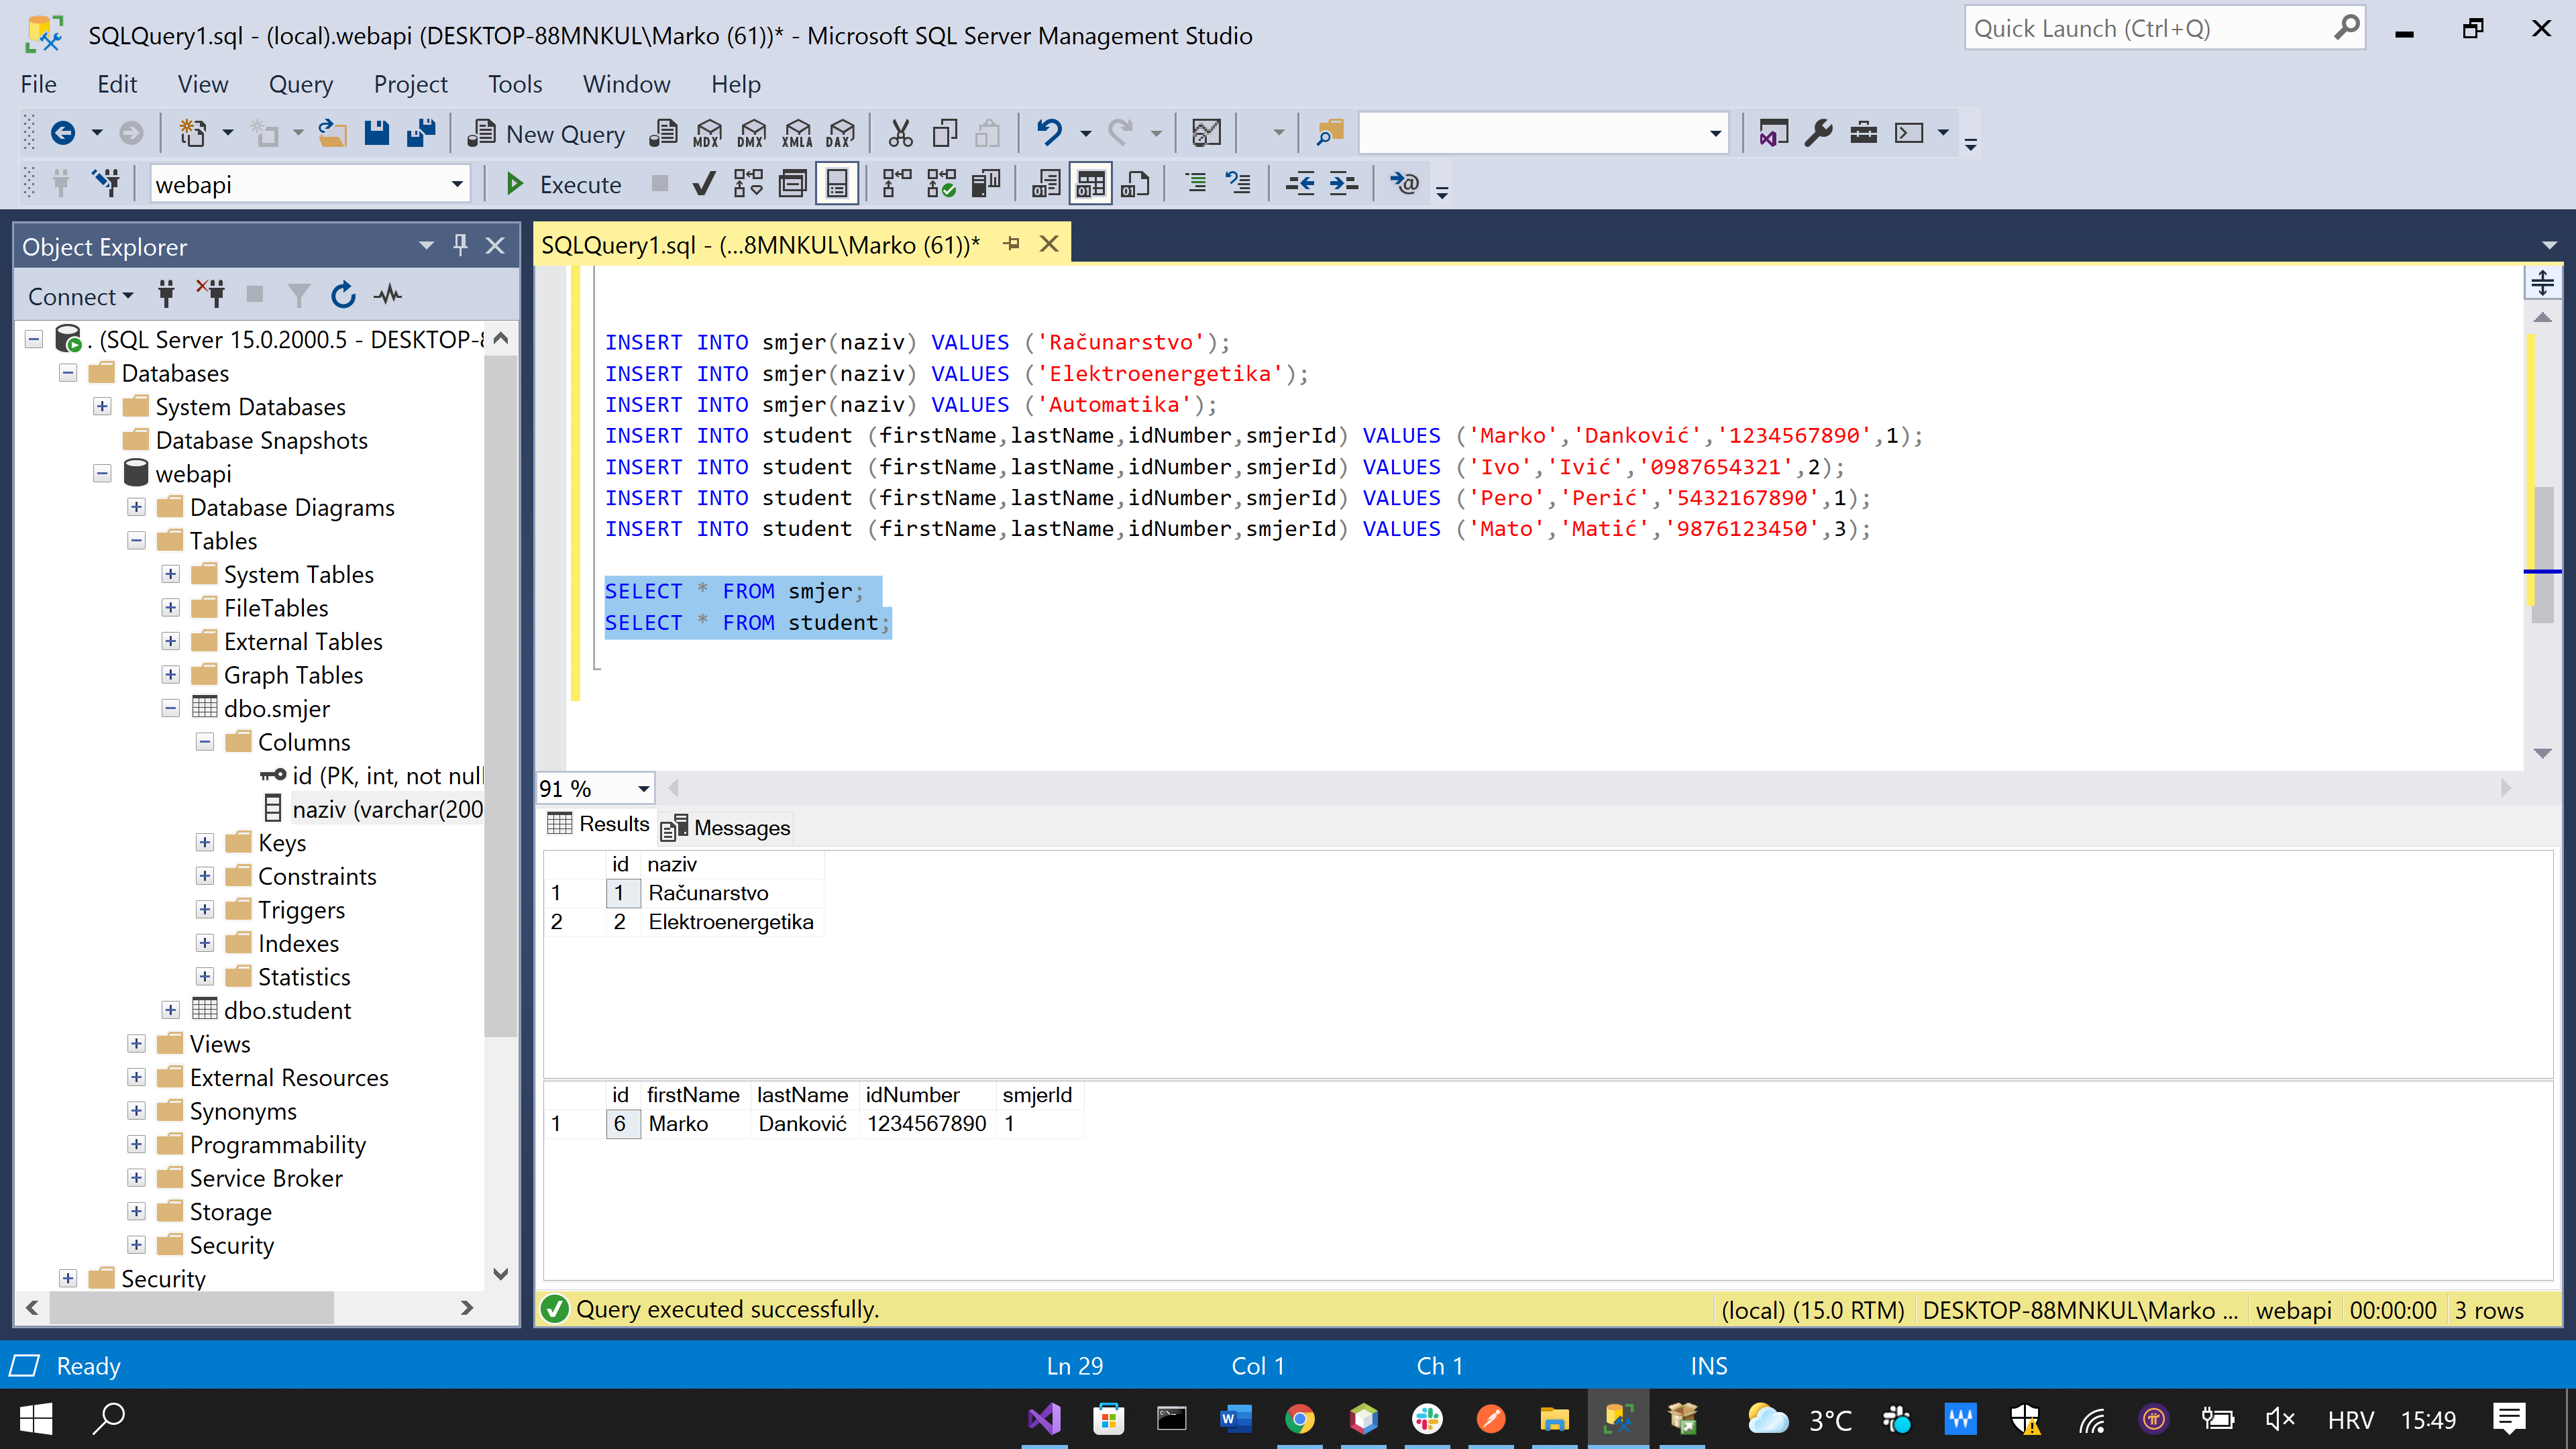 SQLQuery1.sql - (local).webapi (DESKTOP-88MNKUL\Marko (61))* - Microsoft SQL Server Management Studio
Quick Launch (Ctrl+Q)
File Edit View Query Project Tools Window Help
New Query MDX DMX XMLA DAX
webapi Execute
Object Explorer
SQLQuery1.sql - (...8MNKUL\Marko (61))*
Connect
. (SQL Server 15.0.2000.5 - DESKTOP-8
Databases
System Databases
Database Snapshots
webapi
Database Diagrams
Tables
System Tables
FileTables
External Tables
Graph Tables
dbo.smjer
Columns
id (PK, int, not null
naziv (varchar(200
Keys
Constraints
Triggers
Indexes
Statistics
dbo.student
Views
External Resources
Synonyms
Programmability
Service Broker
Storage
Security
Security
INSERT INTO smjer(naziv) VALUES ('Računarstvo');
INSERT INTO smjer(naziv) VALUES ('Elektroenergetika');
INSERT INTO smjer(naziv) VALUES ('Automatika');
INSERT INTO student (firstName,lastName,idNumber,smjerId) VALUES ('Marko','Danković','1234567890',1);
INSERT INTO student (firstName,lastName,idNumber,smjerId) VALUES ('Ivo','Ivić','0987654321',2);
INSERT INTO student (firstName,lastName,idNumber,smjerId) VALUES ('Pero','Perić','5432167890',1);
INSERT INTO student (firstName,lastName,idNumber,smjerId) VALUES ('Mato','Matić','9876123450',3);
SELECT * FROM smjer;
SELECT * FROM student;
91 %
Results Messages
id naziv
1 1 Računarstvo
2 2 Elektroenergetika
id firstName lastName idNumber smjerId
1 6 Marko Danković 1234567890 1
Query executed successfully.
(local) (15.0 RTM) DESKTOP-88MNKUL\Marko ... webapi 00:00:00 3 rows
Ready Ln 29 Col 1 Ch 1 INS
3°C HRV 15:49